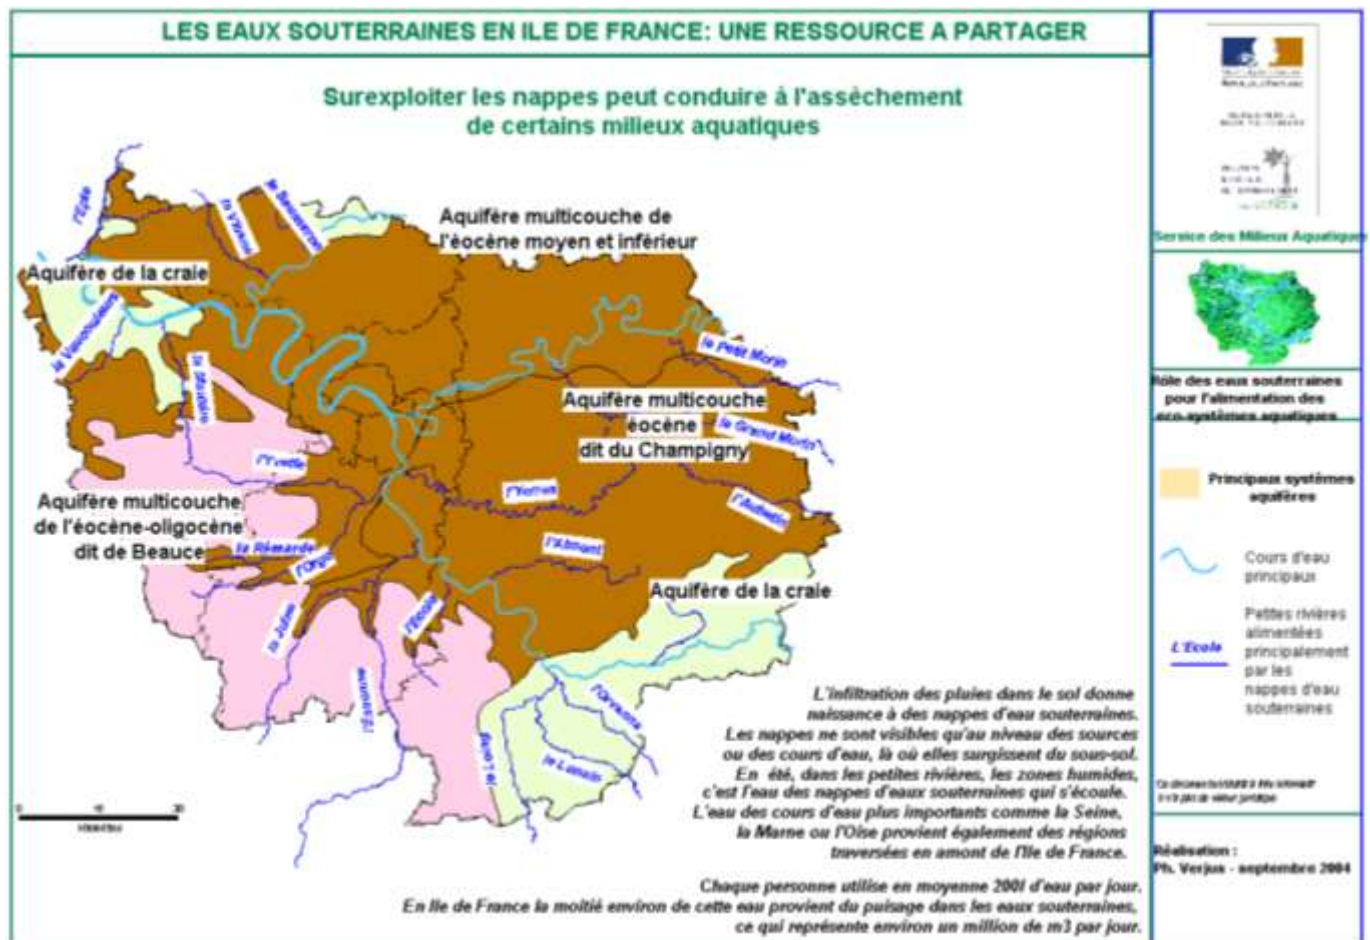 LES EAUX SOUTERRAINES EN ILE DE FRANCE: UNE RESSOURCE A PARTAGER
Surexploiter les nappes peut conduire à l'assèchement
de certains milieux aquatiques
l'Epte
la Viosne
le Sausseron
Aquifère multicouche de
l'éocène moyen et inférieur
Aquifère de la craie
la Vaucouleurs
la Mauldre
le Petit Morin
Aquifère multicouche
éocène
dit du Champigny
le Grand Morin
l'Yvette
l'Yerres
l'Aubetin
Aquifère multicouche
de l'éocène-oligocène
dit de Beauce
la Rémarde
l'Orge
l'Almont
Aquifère de la craie
la Juine
l'Ecole
l'Essonne
le Loing
l'Orvanne
le Lunain
0
L'infiltration des pluies dans le sol donne
naissance à des nappes d'eau souterraines.
Les nappes ne sont visibles qu'au niveau des sources
ou des cours d'eau, là où elles surgissent du sous-sol.
En été, dans les petites rivières, les zones humides,
c'est l'eau des nappes d'eaux souterraines qui s'écoule.
L'eau des cours d'eau plus importants comme la Seine,
la Marne ou l'Oise provient également des régions
traversées en amont de l'Ile de France.
Chaque personne utilise en moyenne 200l d'eau par jour.
En Ile de France la moitié environ de cette eau provient du puisage dans les eaux souterraines,
ce qui représente environ un million de m3 par jour.
Service des Milieux Aquatiques
Rôle des eaux souterraines
pour l'alimentation des
eco-systèmes aquatiques
Principaux systèmes
aquifères
Cours d'eau
principaux
L'Ecole
Petites rivières
alimentées
principalement
par les
nappes d'eau
souterraines
Réalisation :
Ph. Verjus - septembre 2004